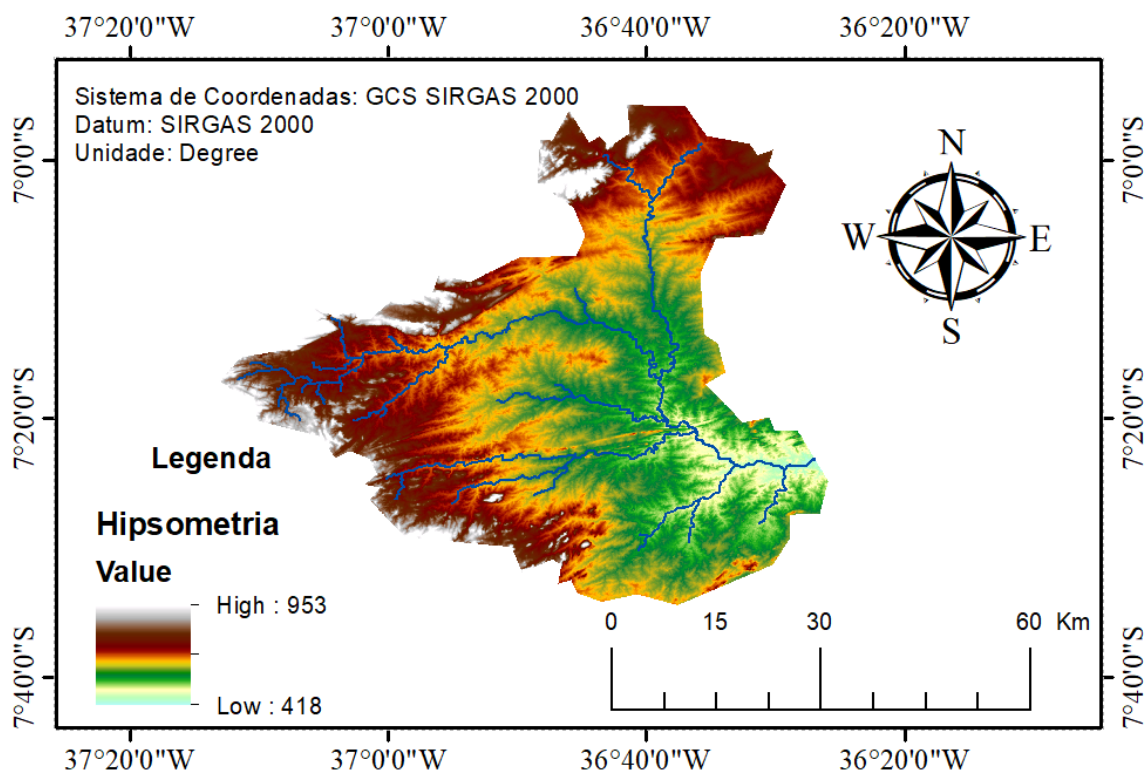 37°20'0"W 37°0'0"W 36°40'0"W 36°20'0"W
Sistema de Coordenadas: GCS SIRGAS 2000
Datum: SIRGAS 2000
Unidade: Degree
N
W E
S
7°0'0"S 7°0'0"S
7°20'0"S 7°20'0"S
Legenda
Hipsometria
Value
High : 953
Low : 418
0 15 30 60 Km
7°40'0"S 7°40'0"S
37°20'0"W 37°0'0"W 36°40'0"W 36°20'0"W